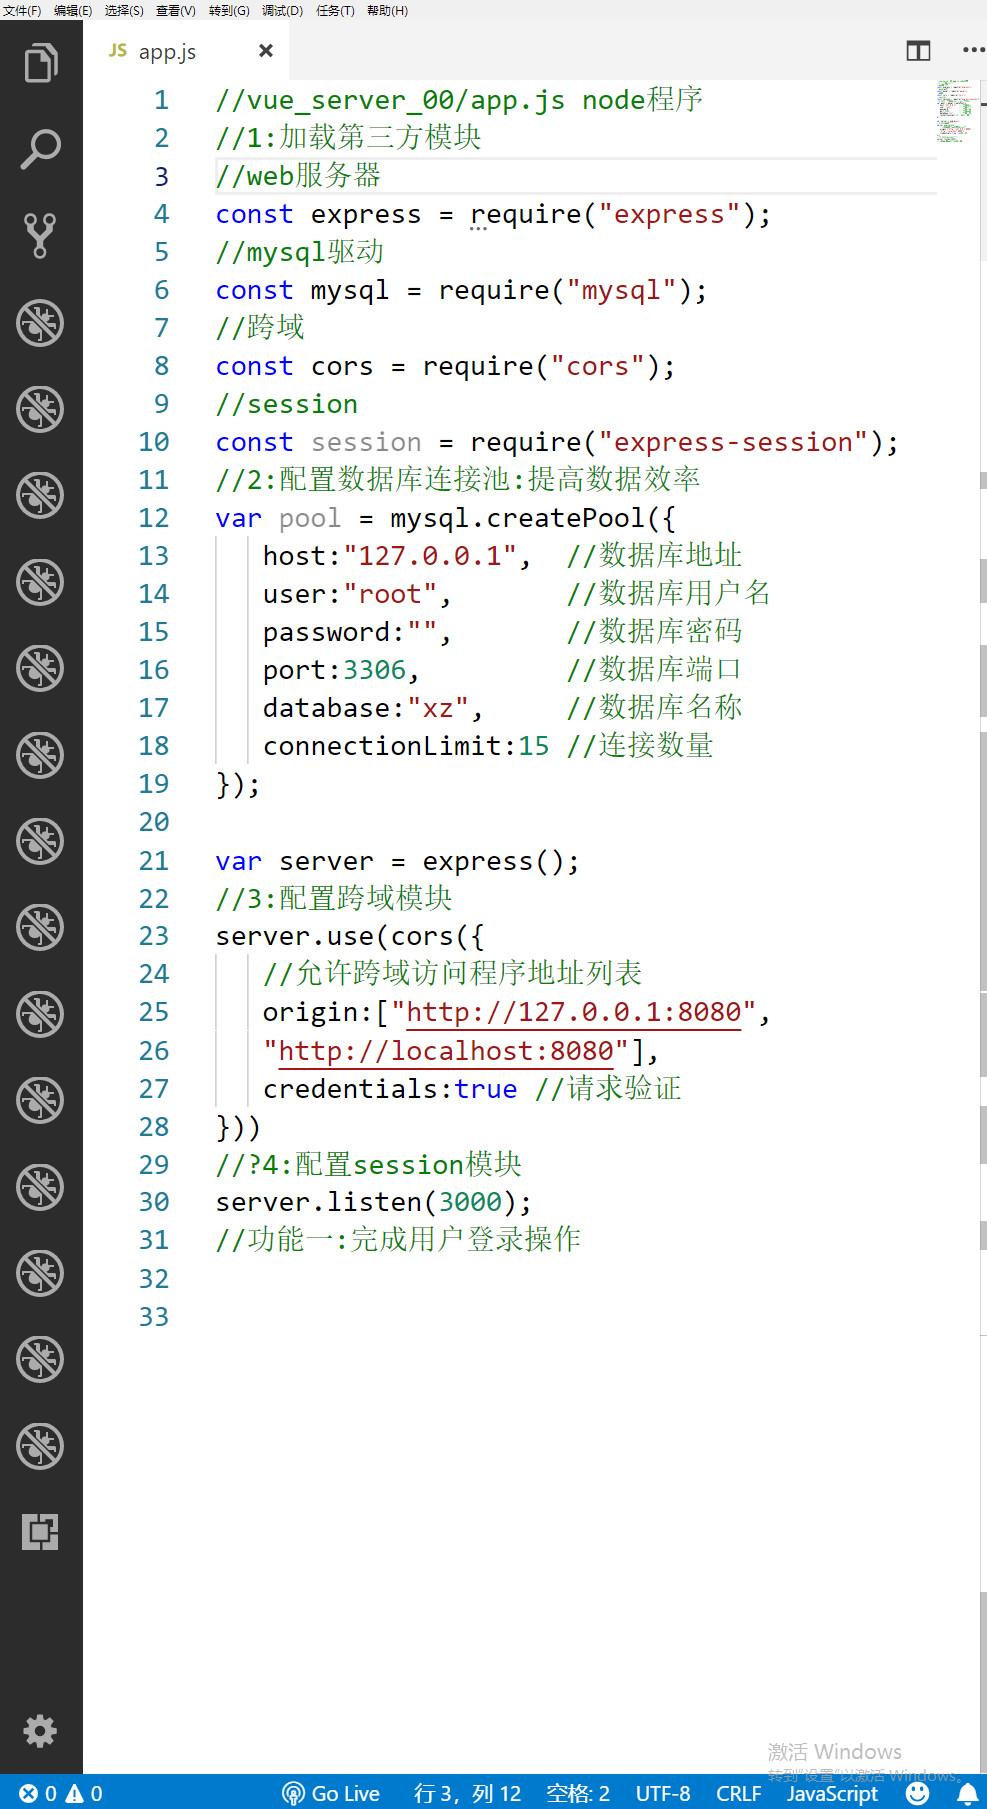 文件(F) 编辑(E) 选择(S) 查看(V) 转到(G) 调试(D) 任务(T) 帮助(H)
JS app.js
1 //vue_server_00/app.js node程序
2 //1:加载第三方模块
3 //web服务器
4 const express = require("express");
5 //mysql驱动
6 const mysql = require("mysql");
7 //跨域
8 const cors = require("cors");
9 //session
10 const session = require("express-session");
11 //2:配置数据库连接池:提高数据效率
12 var pool = mysql.createPool({
13 host:"127.0.0.1", //数据库地址
14 user:"root", //数据库用户名
15 password:"", //数据库密码
16 port:3306, //数据库端口
17 database:"xz", //数据库名称
18 connectionLimit:15 //连接数量
19 });
20
21 var server = express();
22 //3:配置跨域模块
23 server.use(cors({
24 //允许跨域访问程序地址列表
25 origin:["http://127.0.0.1:8080",
26 "http://localhost:8080"],
27 credentials:true //请求验证
28 }))
29 //?4:配置session模块
30 server.listen(3000);
31 //功能一:完成用户登录操作
32
33
激活 Windows
转到"设置"以激活 Windows。
0 0 Go Live 行 3，列 12 空格: 2 UTF-8 CRLF JavaScript